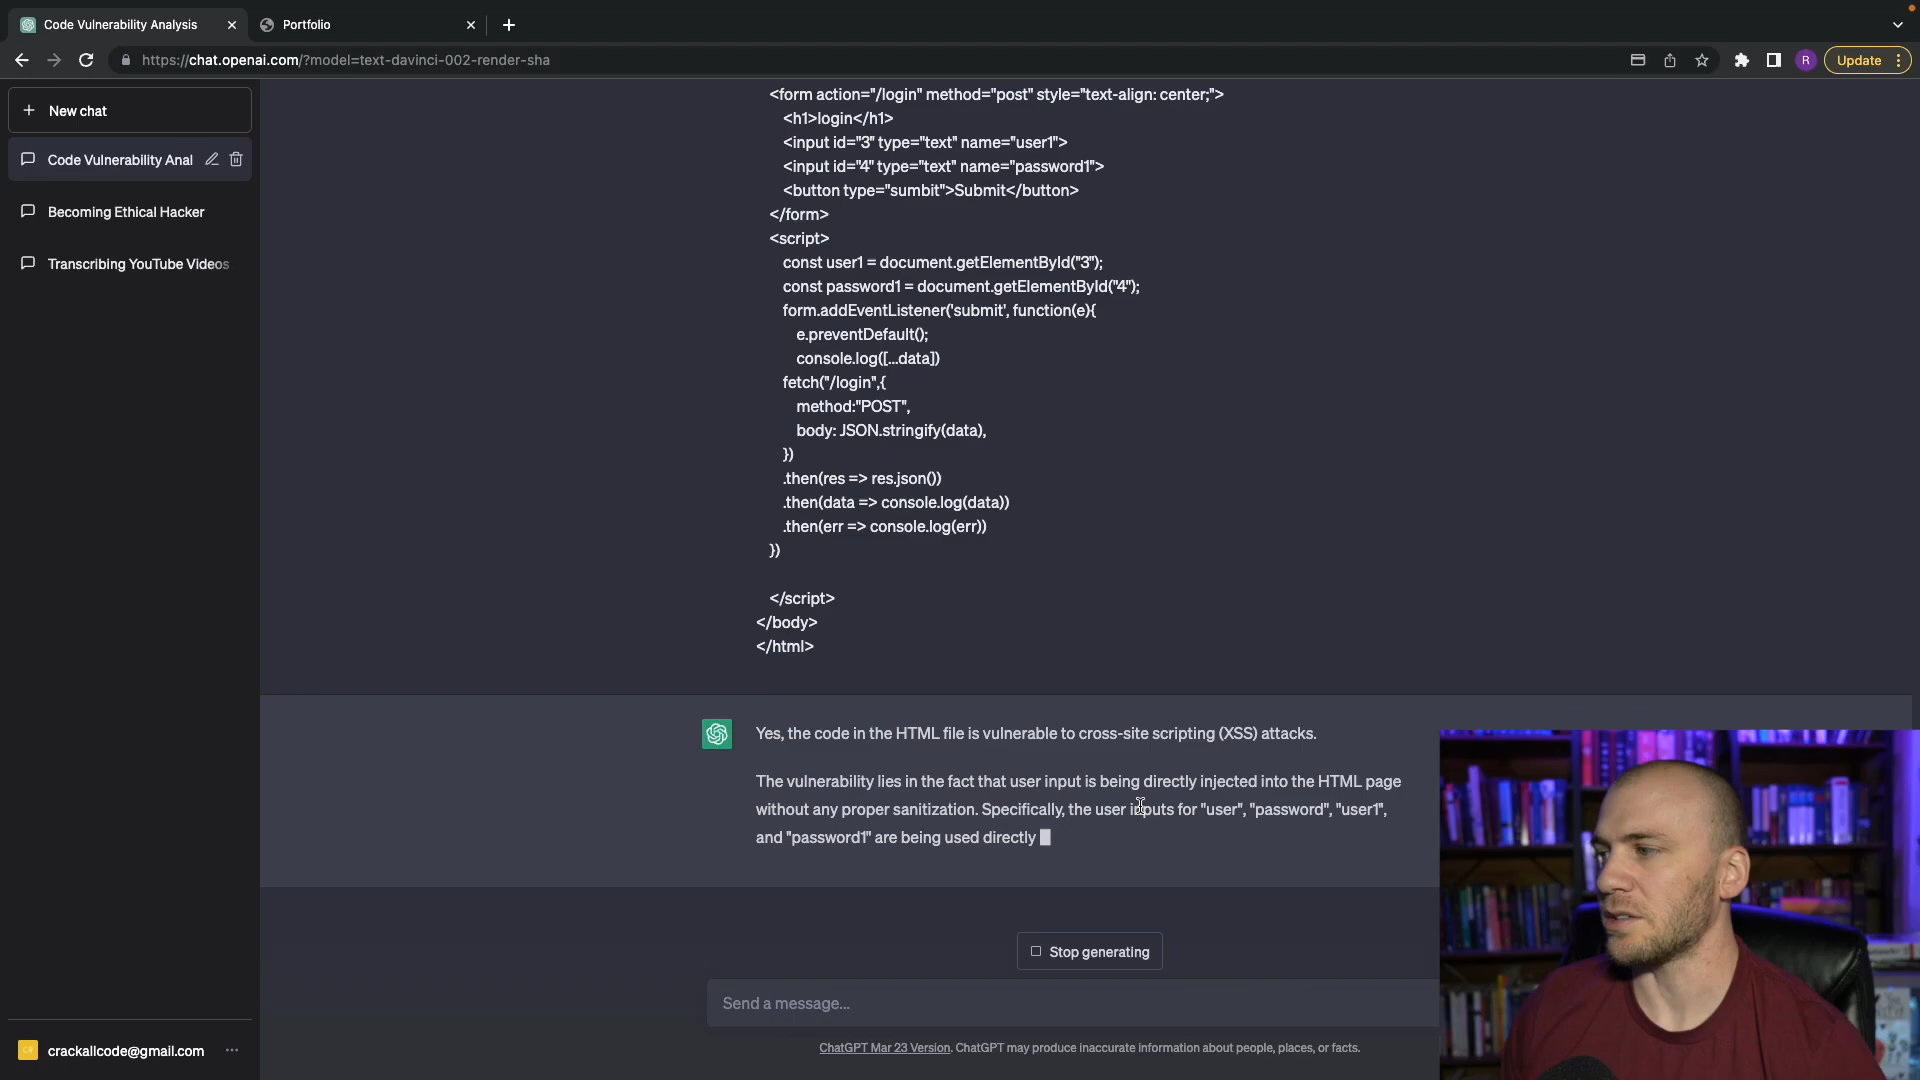 Code Vulnerability Analysis
Portfolio
https://chat.openai.com/?model=text-davinci-002-render-sha
R
Update
New chat
Code Vulnerability Anal
Becoming Ethical Hacker
Transcribing YouTube Videos
<form action="/login" method="post" style="text-align: center;">
<h1>login</h1>
<input id="3" type="text" name="user1">
<input id="4" type="text" name="password1">
<button type="sumbit">Submit</button>
</form>
<script>
const user1 = document.getElementById("3");
const password1 = document.getElementById("4");
form.addEventListener('submit', function(e){
e.preventDefault();
console.log([...data])
fetch("/login",{
method:"POST",
body: JSON.stringify(data),
})
.then(res => res.json())
.then(data => console.log(data))
.then(err => console.log(err))
})
</script>
</body>
</html>
Yes, the code in the HTML file is vulnerable to cross-site scripting (XSS) attacks.
The vulnerability lies in the fact that user input is being directly injected into the HTML page
without any proper sanitization. Specifically, the user inputs for "user", "password", "user1",
and "password1" are being used directly
Stop generating
Send a message...
crackallcode@gmail.com
ChatGPT Mar 23 Version. ChatGPT may produce inaccurate information about people, places, or facts.